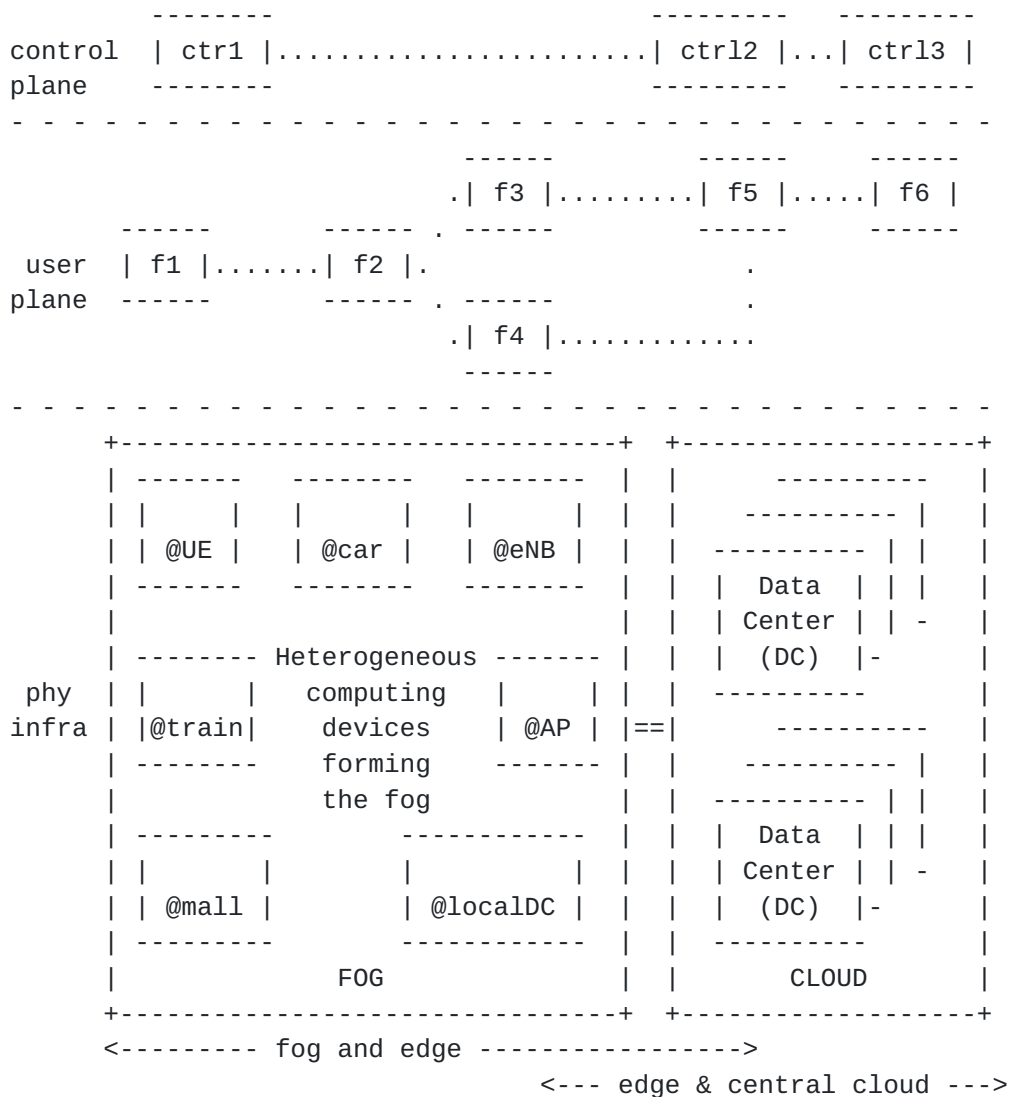 --------                         ---------   ---------
control  | ctr1 |........................| ctrl2 |...| ctrl3 |
plane    --------                         ---------   ---------
- - - - - - - - - - - - - - - - - - - - - - - - - - - - - - - -
                             ------         ------     ------
                            .| f3 |.........| f5 |.....| f6 |
       ------       ------ . ------         ------     ------
 user  | f1 |.......| f2 |.                    .
plane  ------       ------ . ------            .
                            .| f4 |.............
                             ------
- - - - - - - - - - - - - - - - - - - - - - - - - - - - - - - -
      +--------------------------------+  +-------------------+
      | -------   --------   --------  |  |      ----------   |
      | |     |   |      |   |      |  |  |    ---------- |   |
      | | @UE |   | @car |   | @eNB |  |  |  ---------- | |   |
      | -------   --------   --------  |  |  |  Data  | | |   |
      |                                |  |  | Center | | -   |
      | -------- Heterogeneous ------- |  |  |  (DC)  |-      |
 phy  | |      |   computing   |     | |  |  ----------       |
infra | |@train|    devices    | @AP | |==|      ----------   |
      | --------    forming    ------- |  |    ---------- |   |
      |             the fog            |  |  ---------- | |   |
      | ---------        ------------  |  |  |  Data  | | |   |
      | |       |        |          |  |  |  | Center | | -   |
      | | @mall |        | @localDC |  |  |  |  (DC)  |-      |
      | ---------        ------------  |  |  ----------       |
      |              FOG               |  |       CLOUD       |
      +--------------------------------+  +-------------------+
      <--------- fog and edge ----------------->
                                  <--- edge & central cloud --->